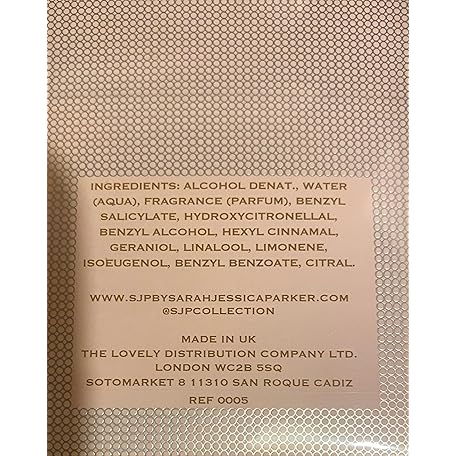 INGREDIENTS: ALCOHOL DENAT., WATER
(AQUA), FRAGRANCE (PARFUM), BENZYL
SALICYLATE, HYDROXYCITRONELLAL,
BENZYL ALCOHOL, HEXYL CINNAMAL,
GERANIOL, LINALOOL, LIMONENE,
ISOEUGENOL, BENZYL BENZOATE, CITRAL.
WWW.SJPBYSARAHJESSICAPARKER.COM
@SJPCOLLECTION
MADE IN UK
THE LOVELY DISTRIBUTION COMPANY LTD.
LONDON WC2B 5SQ
SOTOMARKET 8 11310 SAN ROQUE CADIZ
REF 0005